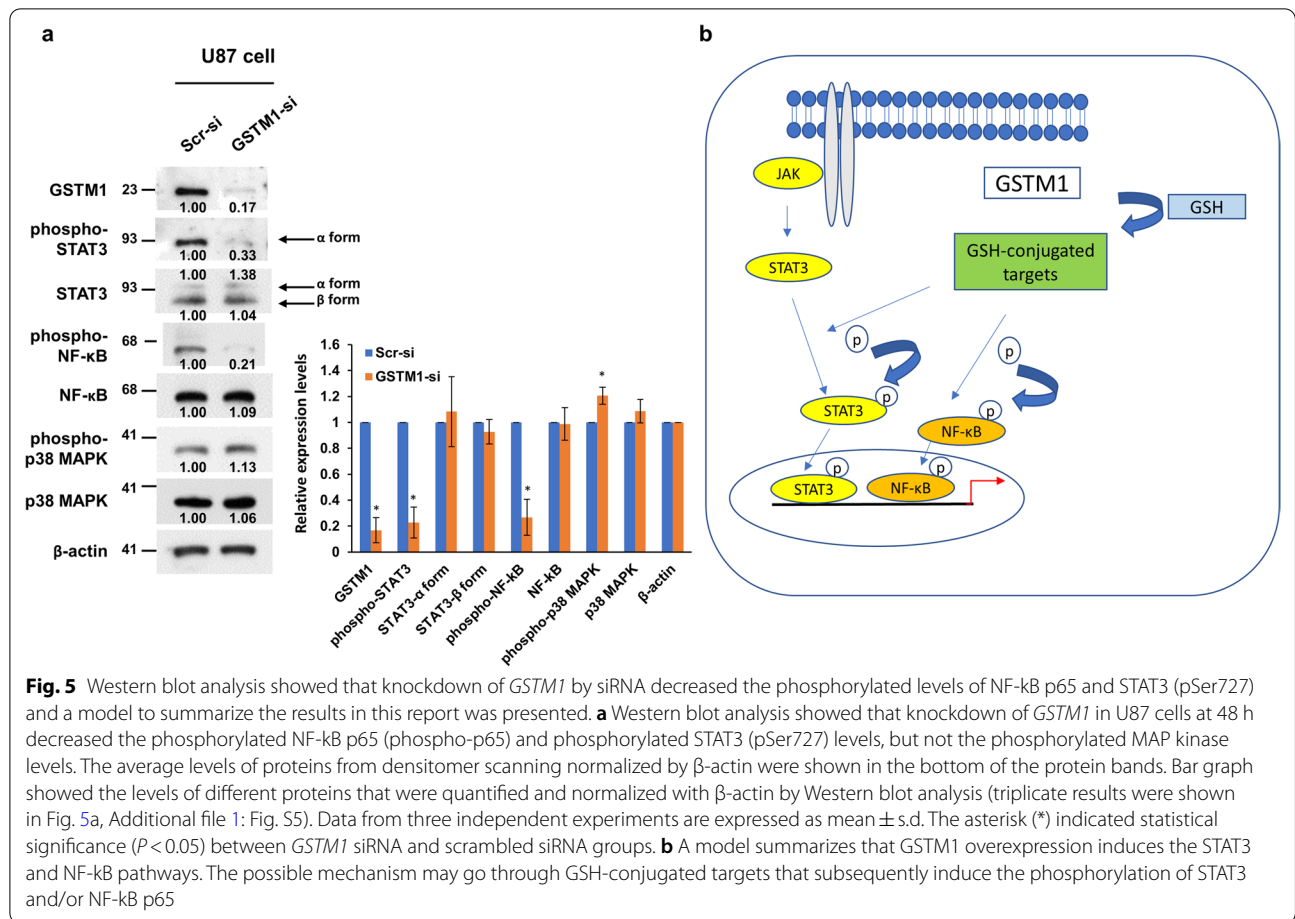 a
U87 cell
Scr-si GSTM1-si
GSTM1 23
1.00 0.17
phospho-
STAT3 93 α form
1.00 0.33
1.00 1.38
STAT3 93 α form
β form
1.00 1.04
phospho-
NF-κB 68
1.00 0.21
NF-κB 68
1.00 1.09
phospho-
p38 MAPK 41
1.00 1.13
p38 MAPK 41
1.00 1.06
β-actin 41
Relative expression levels
1.6
1.4
1.2
1
0.8
0.6
0.4
0.2
0
Scr-si
GSTM1-si
* * * *
GSTM1
phospho-STAT3
STAT3-α form
STAT3-β form
phospho-NF-kB
NF-kB
phospho-p38 MAPK
p38 MAPK
β-actin
b
JAK
GSTM1
GSH
STAT3
GSH-conjugated
targets
p
p
STAT3
p
NF-κB
p
STAT3
p
NF-κB
p
Fig. 5 Western blot analysis showed that knockdown of GSTM1 by siRNA decreased the phosphorylated levels of NF-kB p65 and STAT3 (pSer727)
and a model to summarize the results in this report was presented. a Western blot analysis showed that knockdown of GSTM1 in U87 cells at 48 h
decreased the phosphorylated NF-kB p65 (phospho-p65) and phosphorylated STAT3 (pSer727) levels, but not the phosphorylated MAP kinase
levels. The average levels of proteins from densitomer scanning normalized by β-actin were shown in the bottom of the protein bands. Bar graph
showed the levels of different proteins that were quantified and normalized with β-actin by Western blot analysis (triplicate results were shown
in Fig. 5a, Additional file 1: Fig. S5). Data from three independent experiments are expressed as mean ± s.d. The asterisk (*) indicated statistical
significance (P < 0.05) between GSTM1 siRNA and scrambled siRNA groups. b A model summarizes that GSTM1 overexpression induces the STAT3
and NF-kB pathways. The possible mechanism may go through GSH-conjugated targets that subsequently induce the phosphorylation of STAT3
and/or NF-kB p65